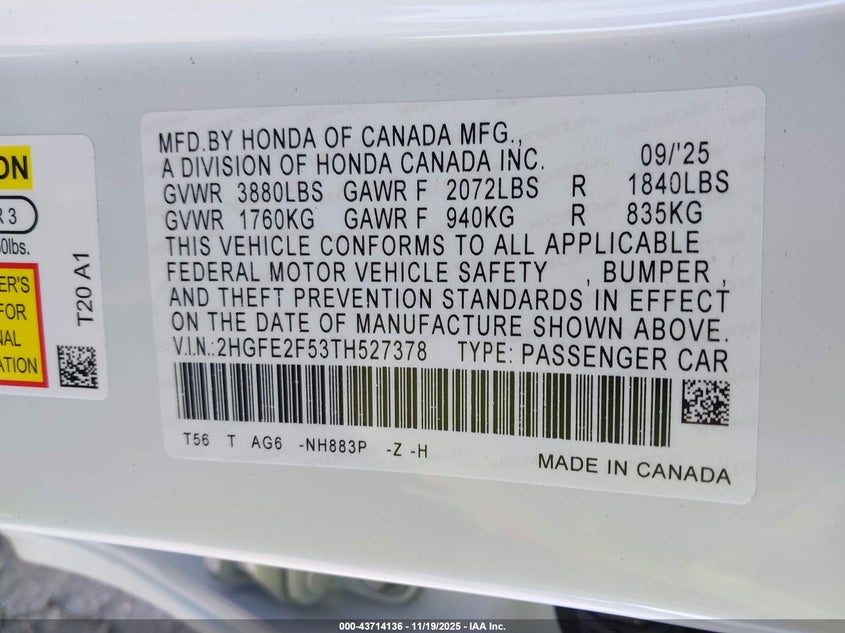 ON
R 3
0lbs.
ER'S
FOR
NAL
ATION
T20 A1
MFD.BY HONDA OF CANADA MFG.,
A DIVISION OF HONDA CANADA INC. 09/'25
GVWR 3880LBS GAWR F 2072LBS R 1840LBS
GVWR 1760KG GAWR F 940KG R 835KG
THIS VEHICLE CONFORMS TO ALL APPLICABLE
FEDERAL MOTOR VEHICLE SAFETY , BUMPER ,
AND THEFT PREVENTION STANDARDS IN EFFECT
ON THE DATE OF MANUFACTURE SHOWN ABOVE.
V.I.N.:2HGFE2F53TH527378 TYPE: PASSENGER CAR
T56 T AG6 -NH883P -Z -H
MADE IN CANADA
000-43714136 - 11/19/2025 - IAA Inc.